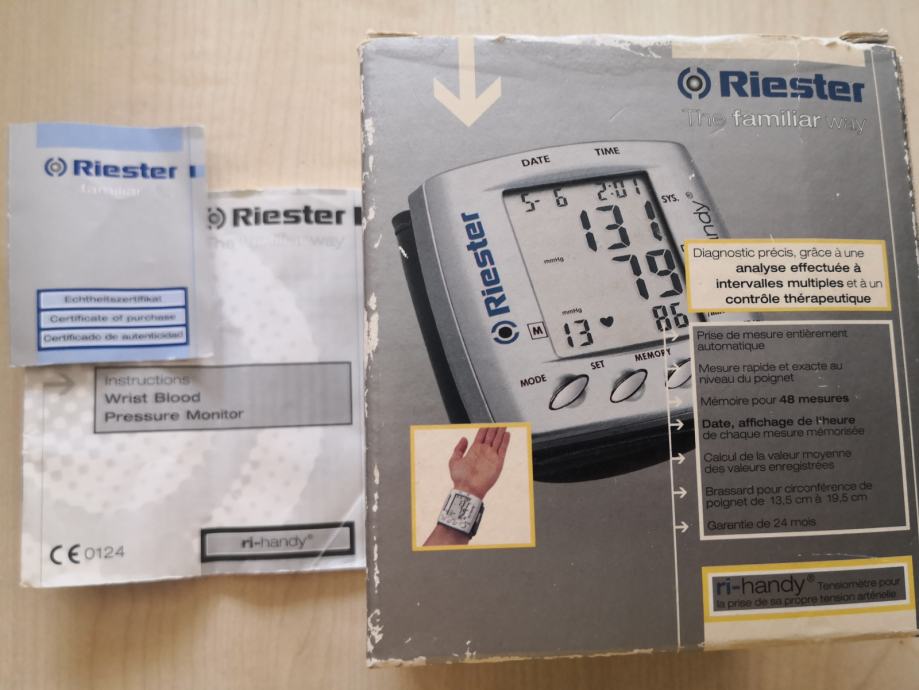 Riester
familiar
Echtheitszertifikat
Certificate of purchase
Certificado de autenticidad
Riester
The familiar way
Instructions
Wrist Blood
Pressure Monitor
CE 0124
ri-handy®
Riester
The familiar way
DATE TIME
5- 6 2:01
SYS.
131
mmHg
79
mmHg
M 13 86
MODE SET MEMORY
Riester
handy®
Diagnostic précis, grâce à une
analyse effectuée à
intervalles multiples et à un
contrôle thérapeutique
Prise de mesure entièrement
automatique
Mesure rapide et exacte au
niveau du poignet
Mémoire pour 48 mesures
Date, affichage de l'heure
de chaque mesure mémorisée
Calcul de la valeur moyenne
des valeurs enregistrées
Brassard pour circonférence de
poignet de 13,5 cm à 19,5 cm
Garantie de 24 mois
ri-handy® Tensiomètre pour
la prise de sa propre tension artérielle